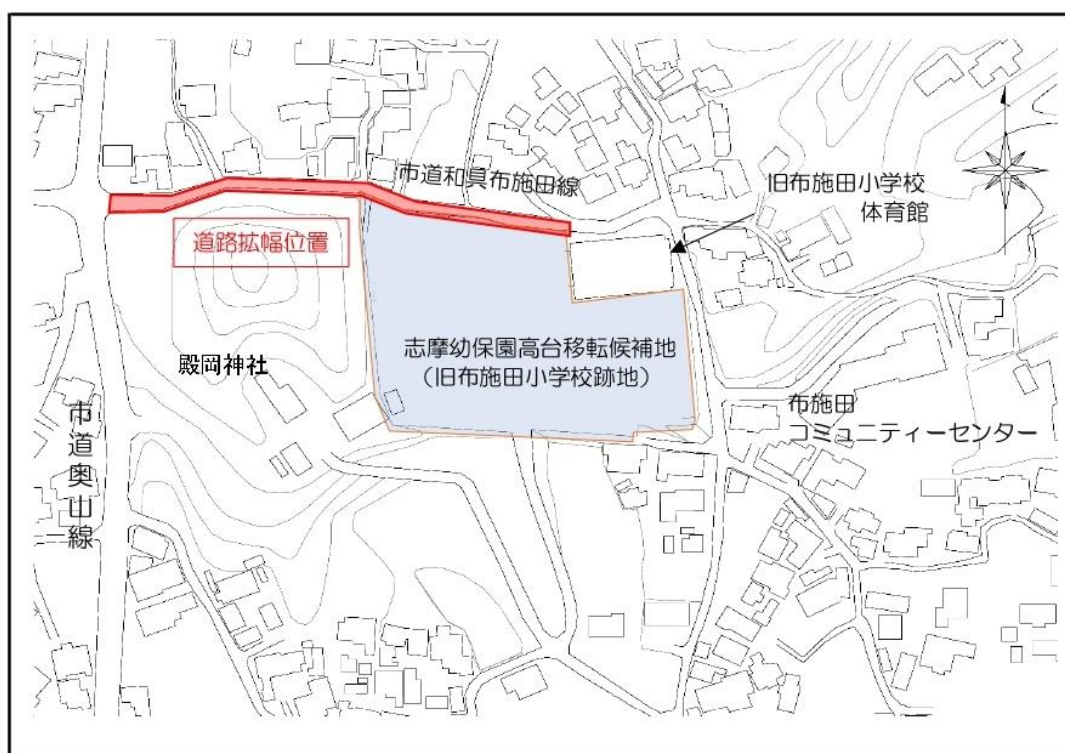 市道和具布施田線
旧布施田小学校
体育館
道路拡幅位置
志摩幼保園高台移転候補地
（旧布施田小学校跡地）
殿岡神社
布施田
コミュニティーセンター
市道奥山線